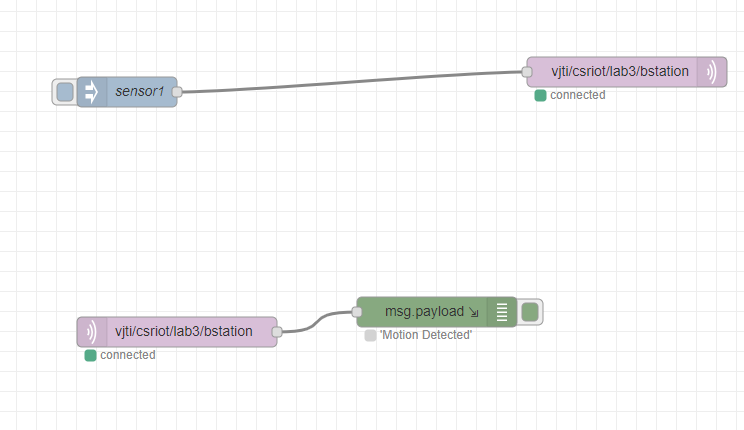 vjti/csriot/lab3/bstation
sensor1
connected
msg.payload
vjti/csriot/lab3/bstation
'Motion Detected'
connected